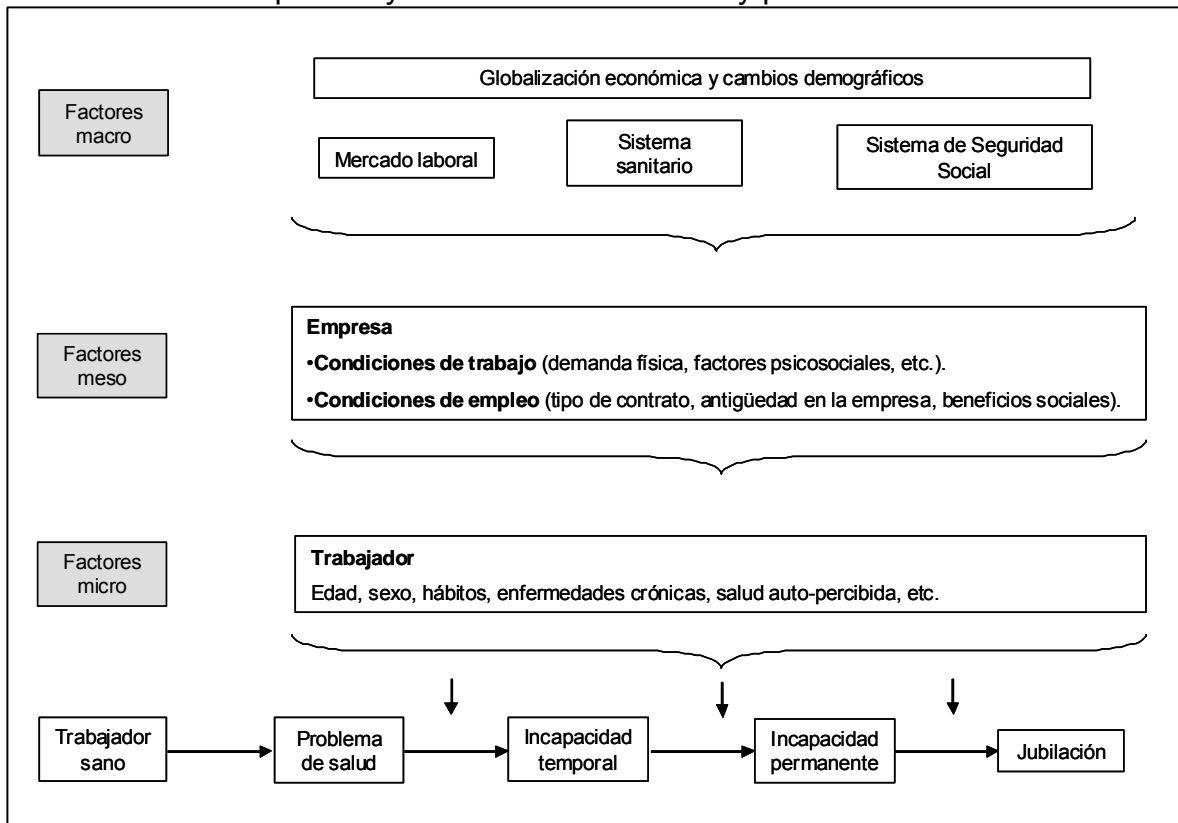 Globalización económica y cambios demográficos
Factores
macro
Mercado laboral
Sistema
sanitario
Sistema de Seguridad
Social
Factores
meso
Empresa
•Condiciones de trabajo (demanda física, factores psicosociales, etc.).
•Condiciones de empleo (tipo de contrato, antigüedad en la empresa, beneficios sociales).
Factores
micro
Trabajador
Edad, sexo, hábitos, enfermedades crónicas, salud auto-percibida, etc.
Trabajador
sano
Problema
de salud
Incapacidad
temporal
Incapacidad
permanente
Jubilación